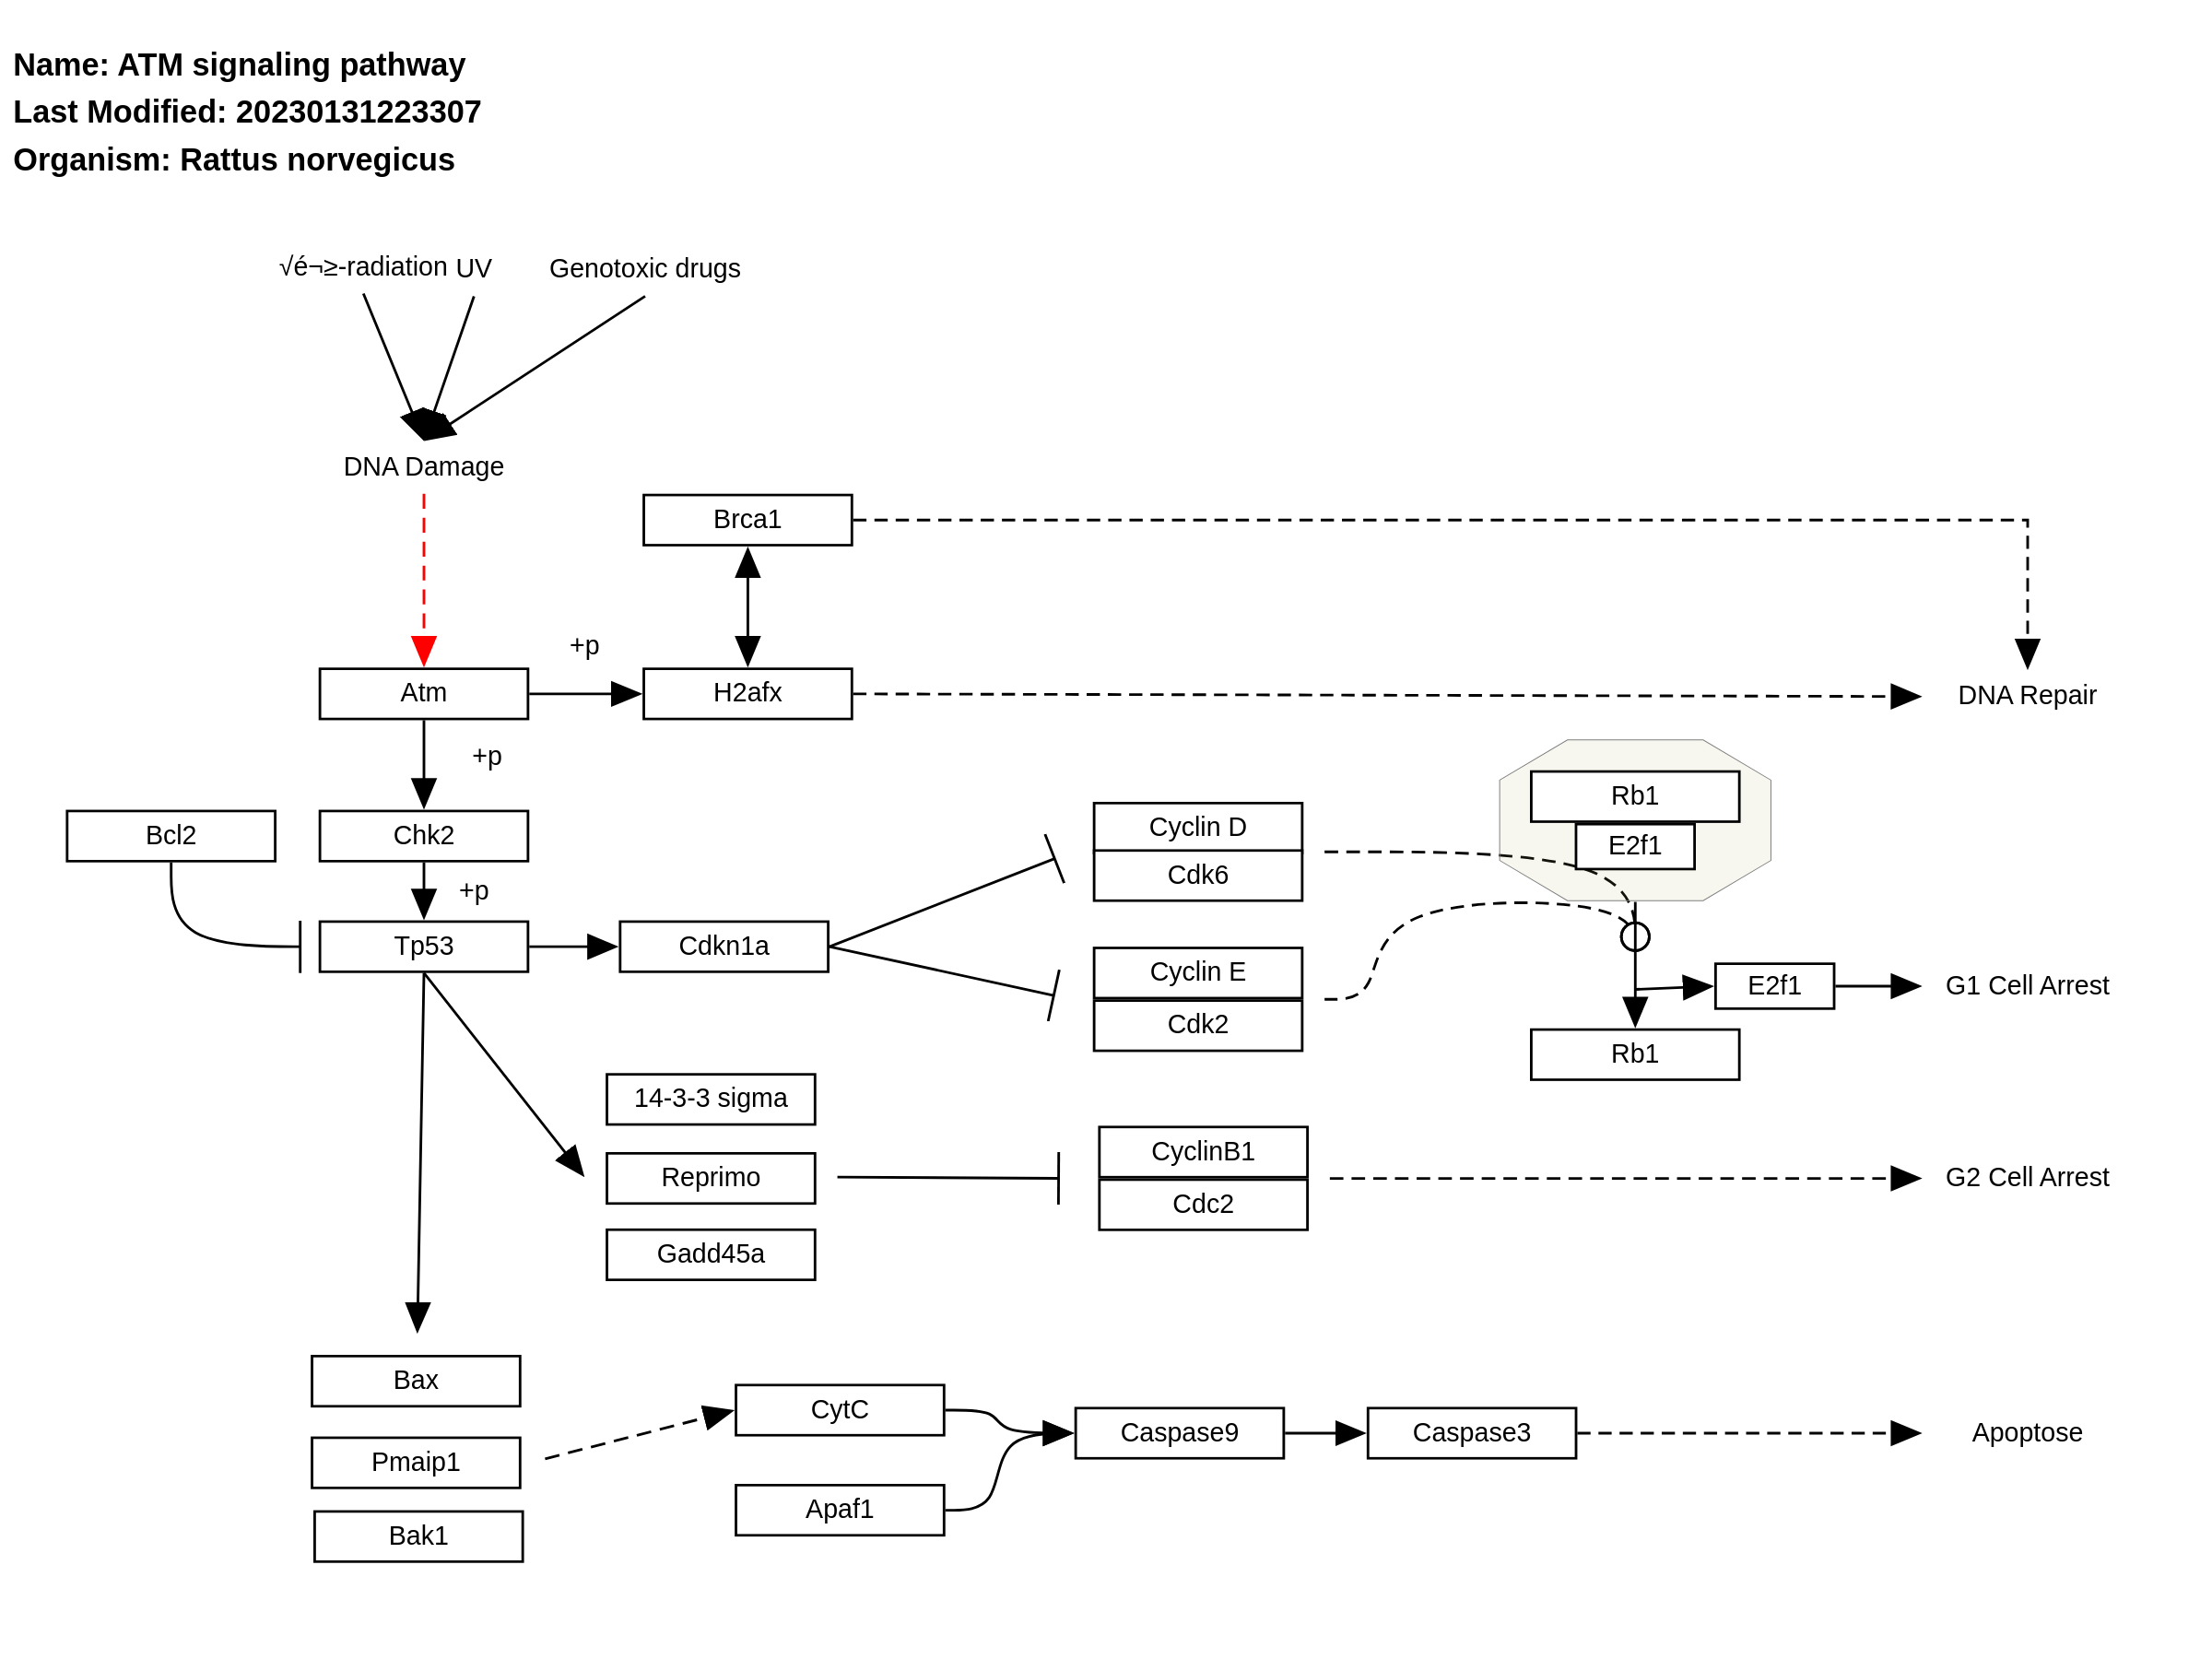 Name: ATM signaling pathway
Last Modified: 20230131223307
Organism: Rattus norvegicus
√é¬≥-radiation
UV
Genotoxic drugs
DNA Damage
Brca1
+p
Atm
H2afx
DNA Repair
+p
Rb1
E2f1
Bcl2
Chk2
Cyclin D
Cdk6
+p
Tp53
Cdkn1a
Cyclin E
Cdk2
E2f1
G1 Cell Arrest
Rb1
14-3-3 sigma
Reprimo
Gadd45a
CyclinB1
Cdc2
G2 Cell Arrest
Bax
Pmaip1
Bak1
CytC
Apaf1
Caspase9
Caspase3
Apoptose